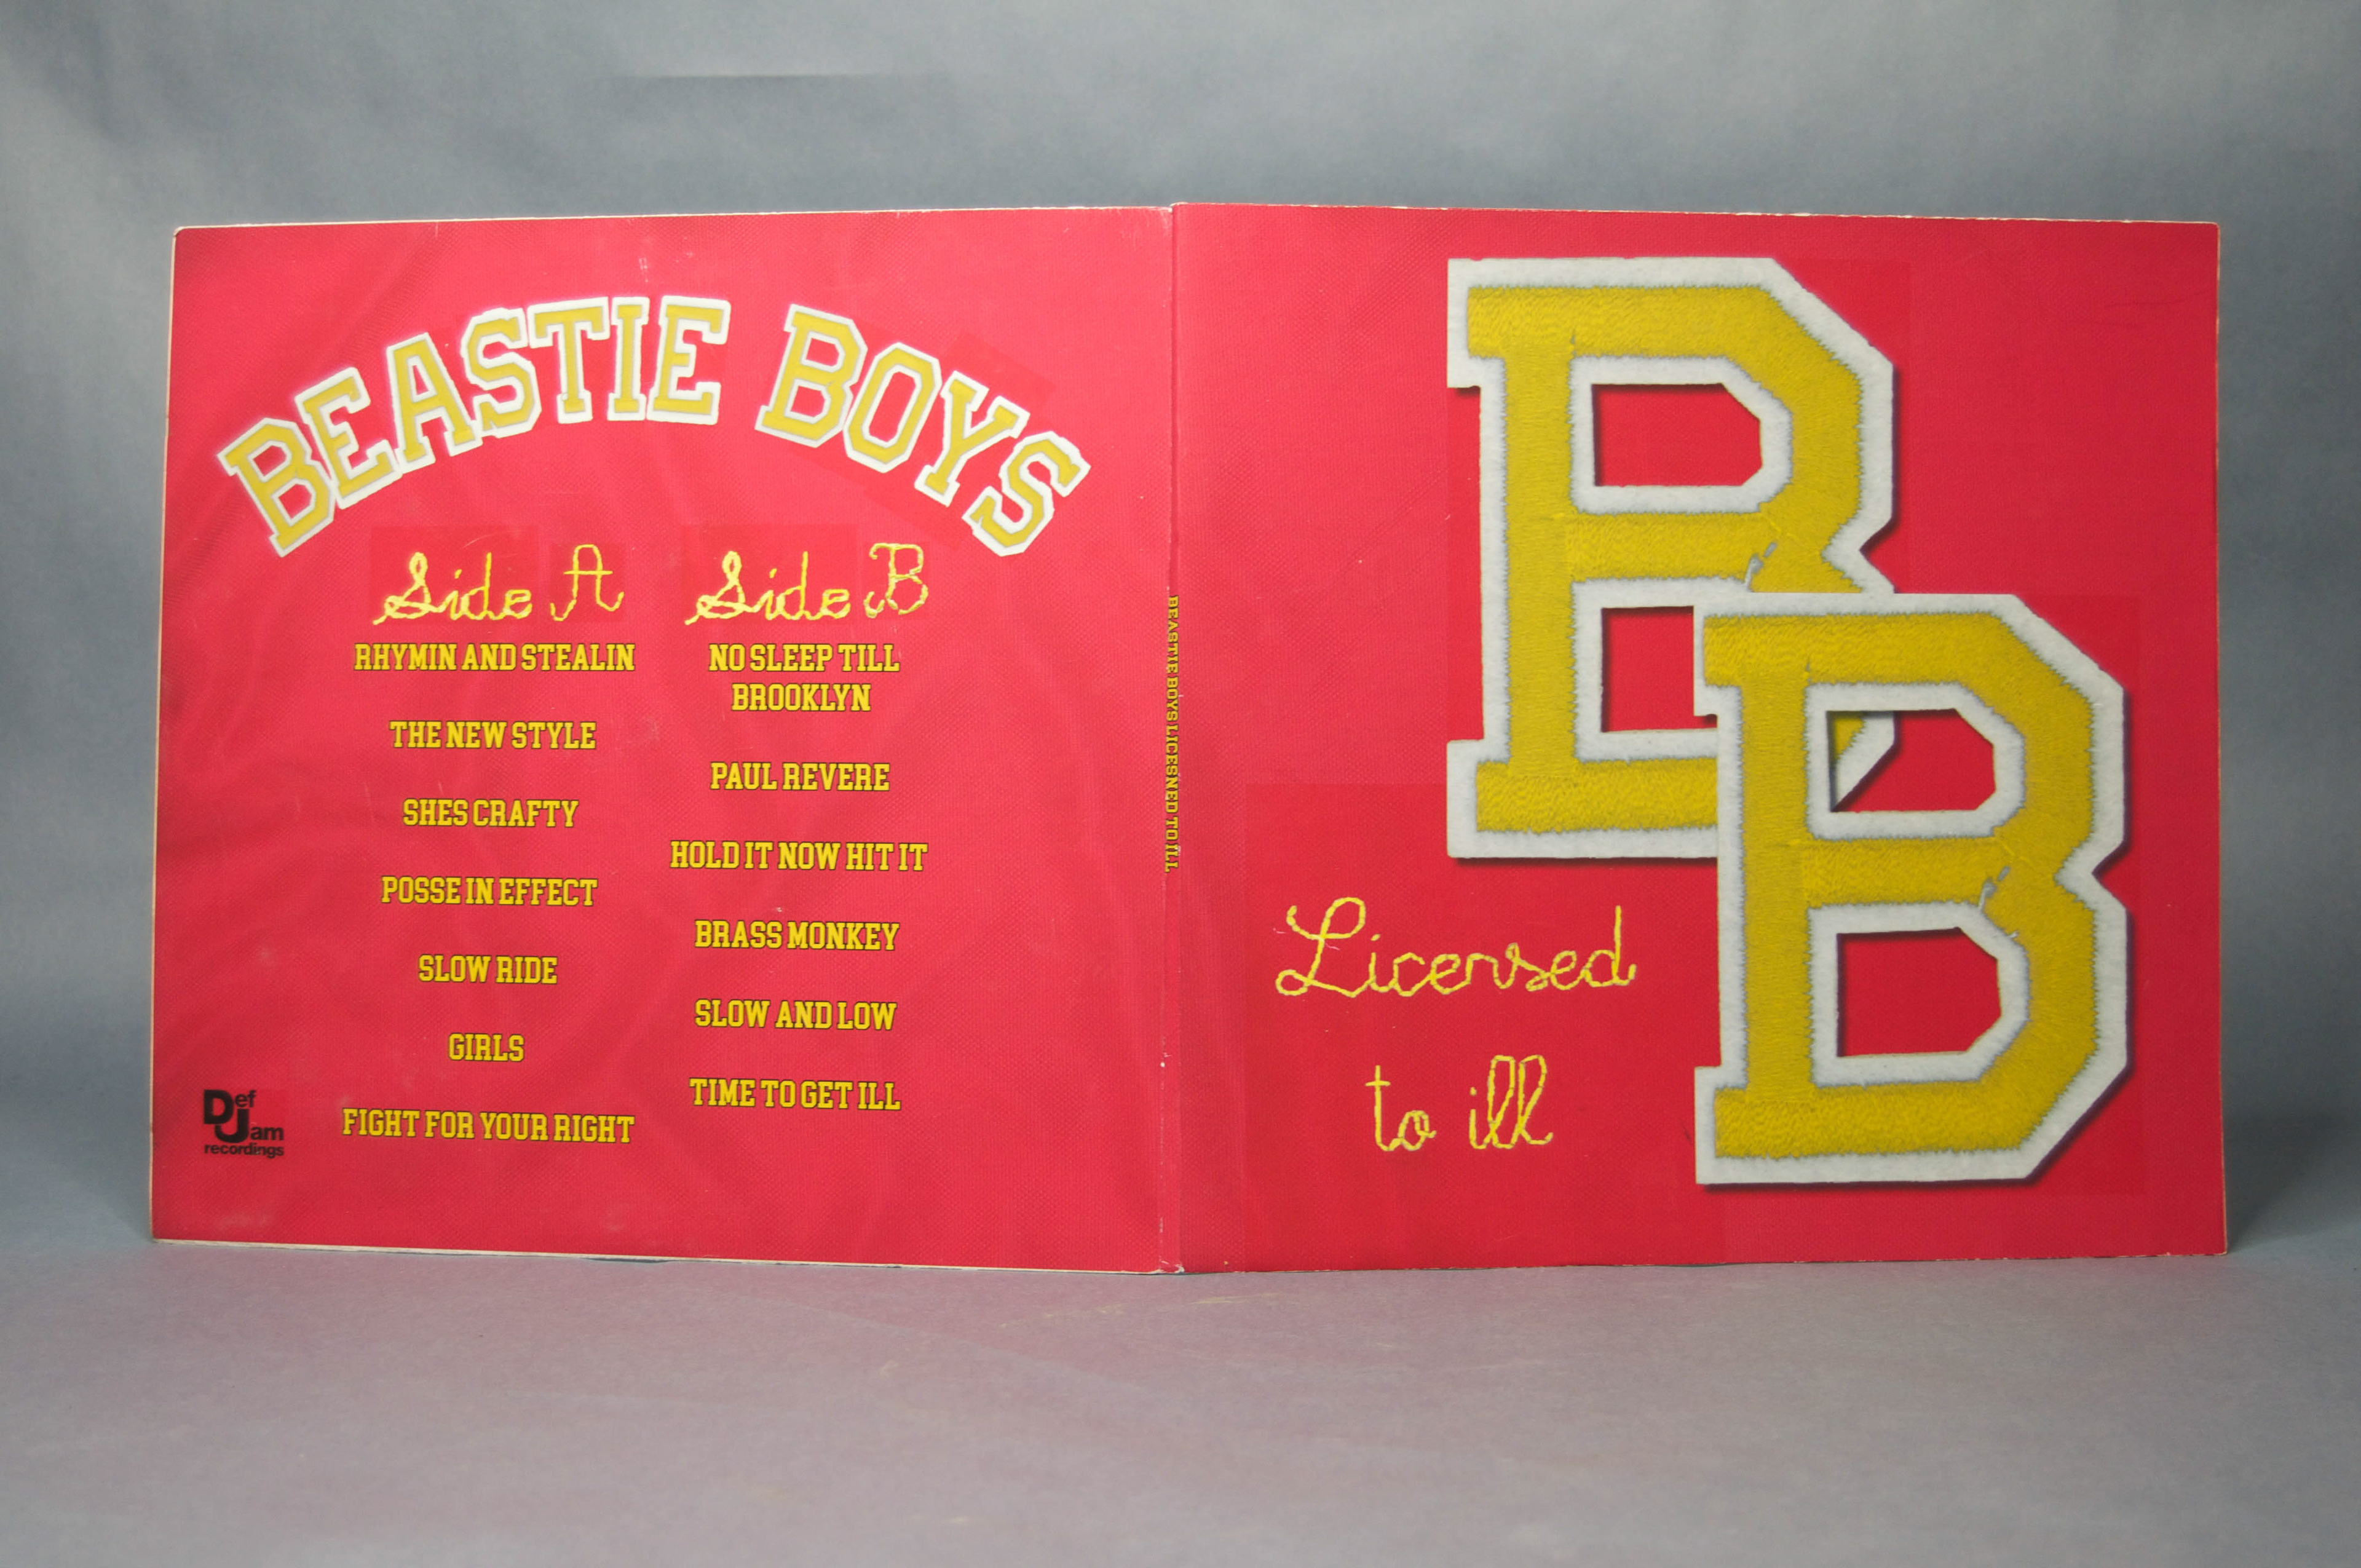 BEASTIE BOYS
Side A
RHYMIN AND STEALIN
THE NEW STYLE
SHES CRAFTY
POSSE IN EFFECT
SLOW RIDE
GIRLS
FIGHT FOR YOUR RIGHT
Side B
NO SLEEP TILL
BROOKLYN
PAUL REVERE
HOLD IT NOW HIT IT
BRASS MONKEY
SLOW AND LOW
TIME TO GET ILL
Def
Jam
recordings
BEASTIE BOYS LICESNED TO ILL
B
B
Licensed
to ill